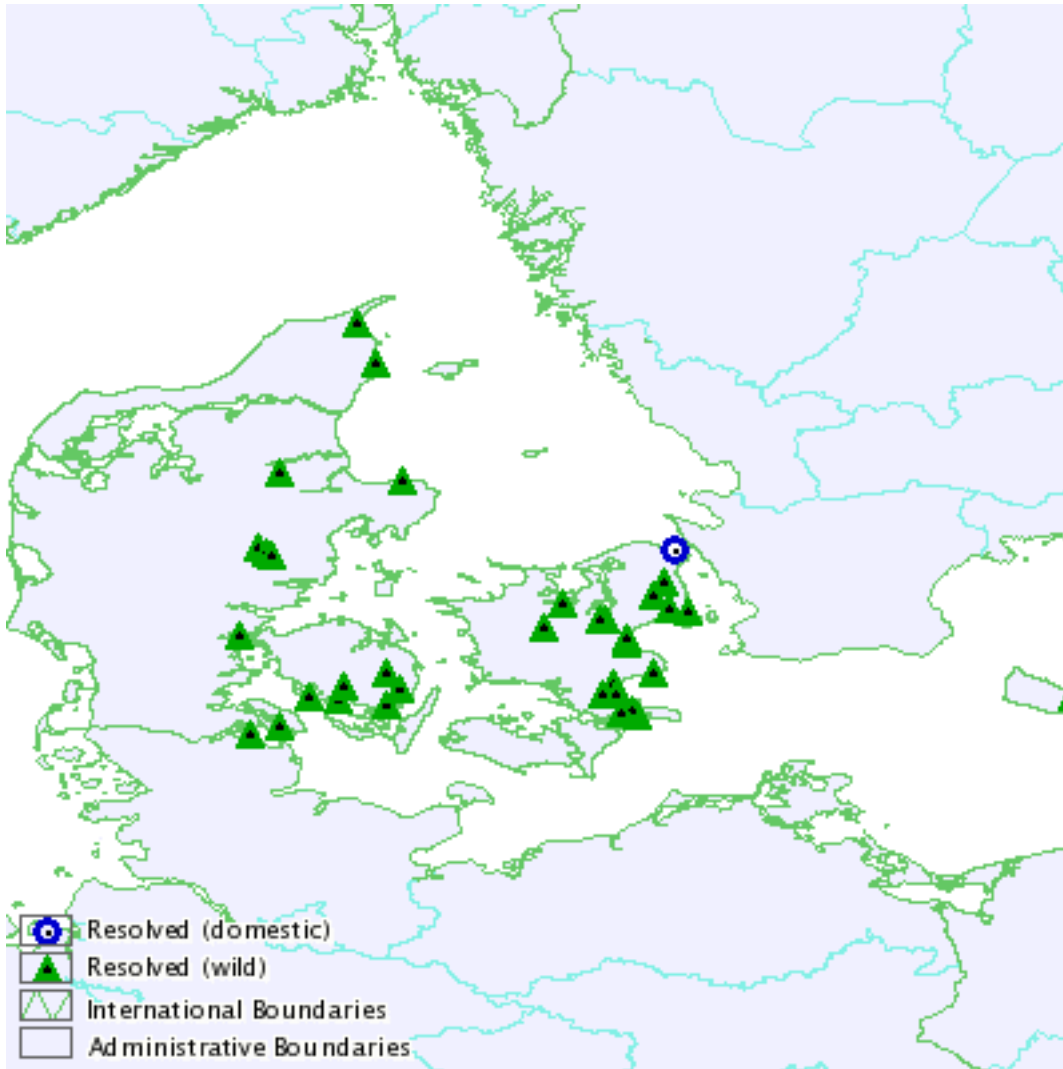 Resolved (domestic)
Resolved (wild)
International Boundaries
Administrative Boundaries